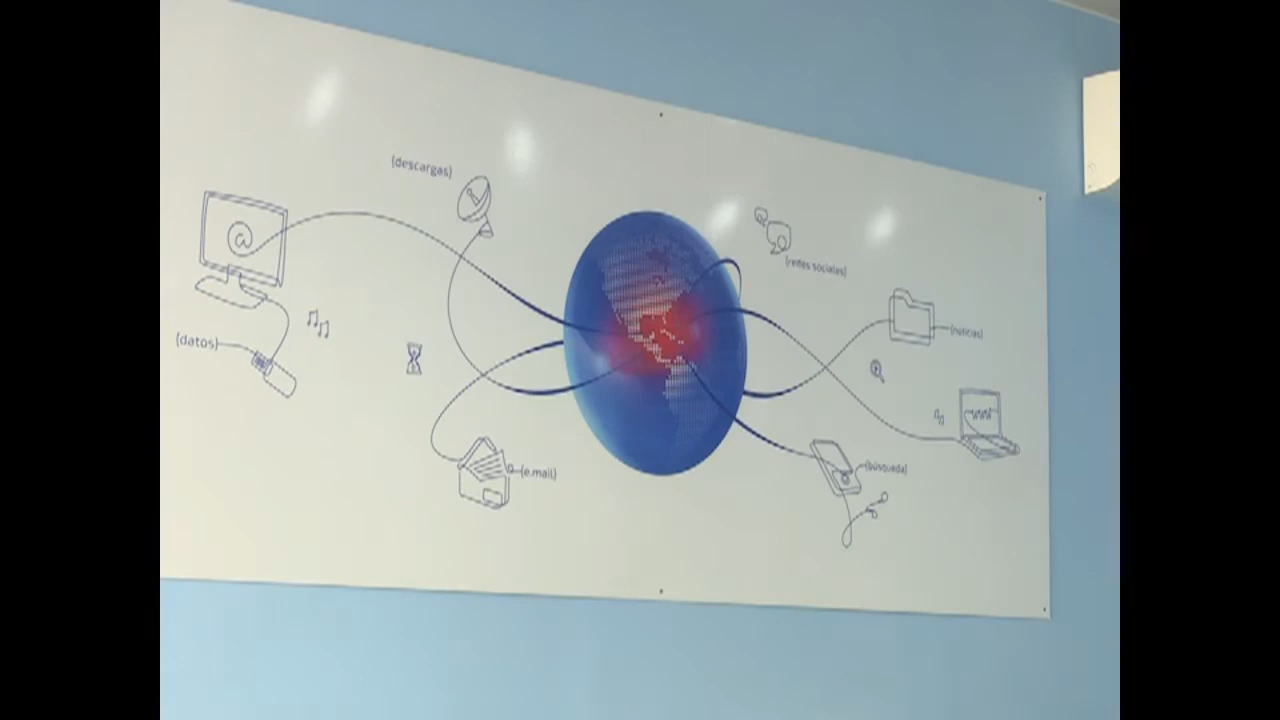 (descargas)
@
(redes sociales)
(datos)
(noticias)
(e.mail)
(búsqueda)